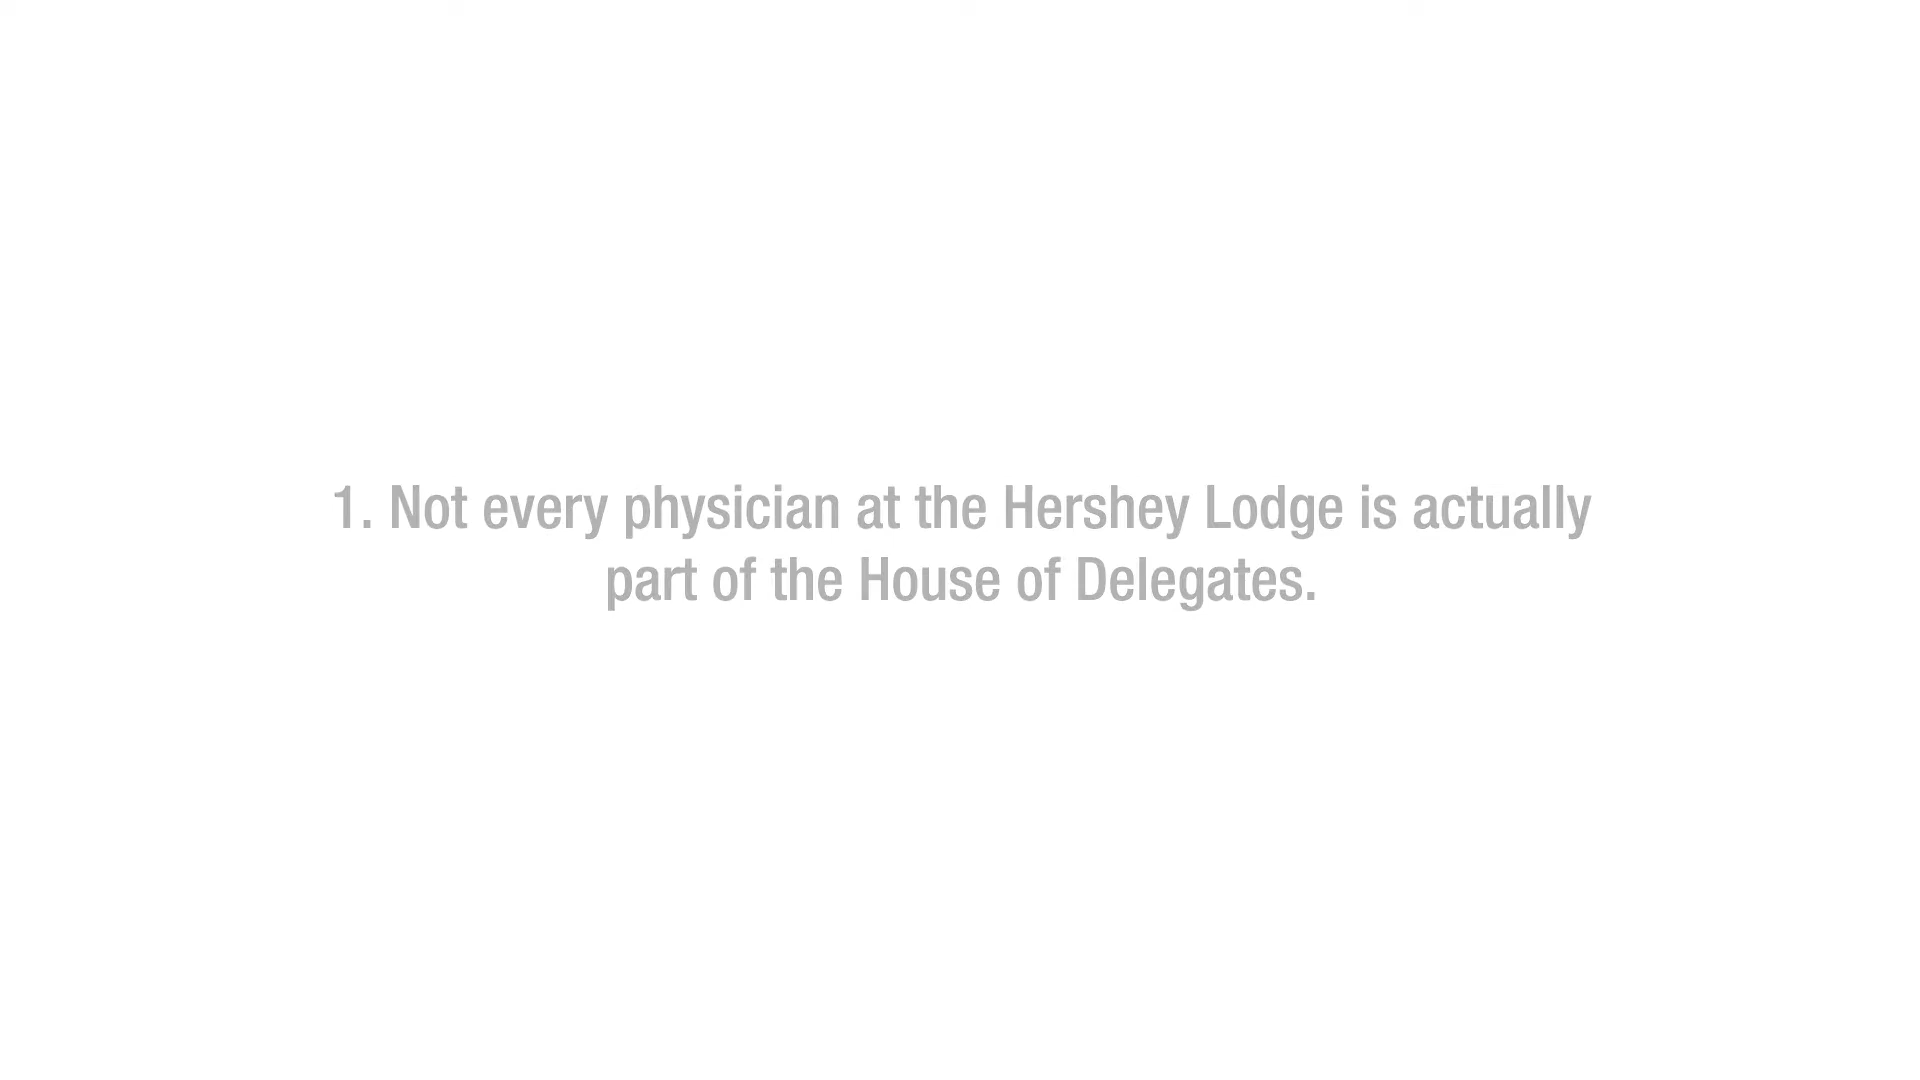 1. Not every physician at the Hershey Lodge is actually
part of the House of Delegates.